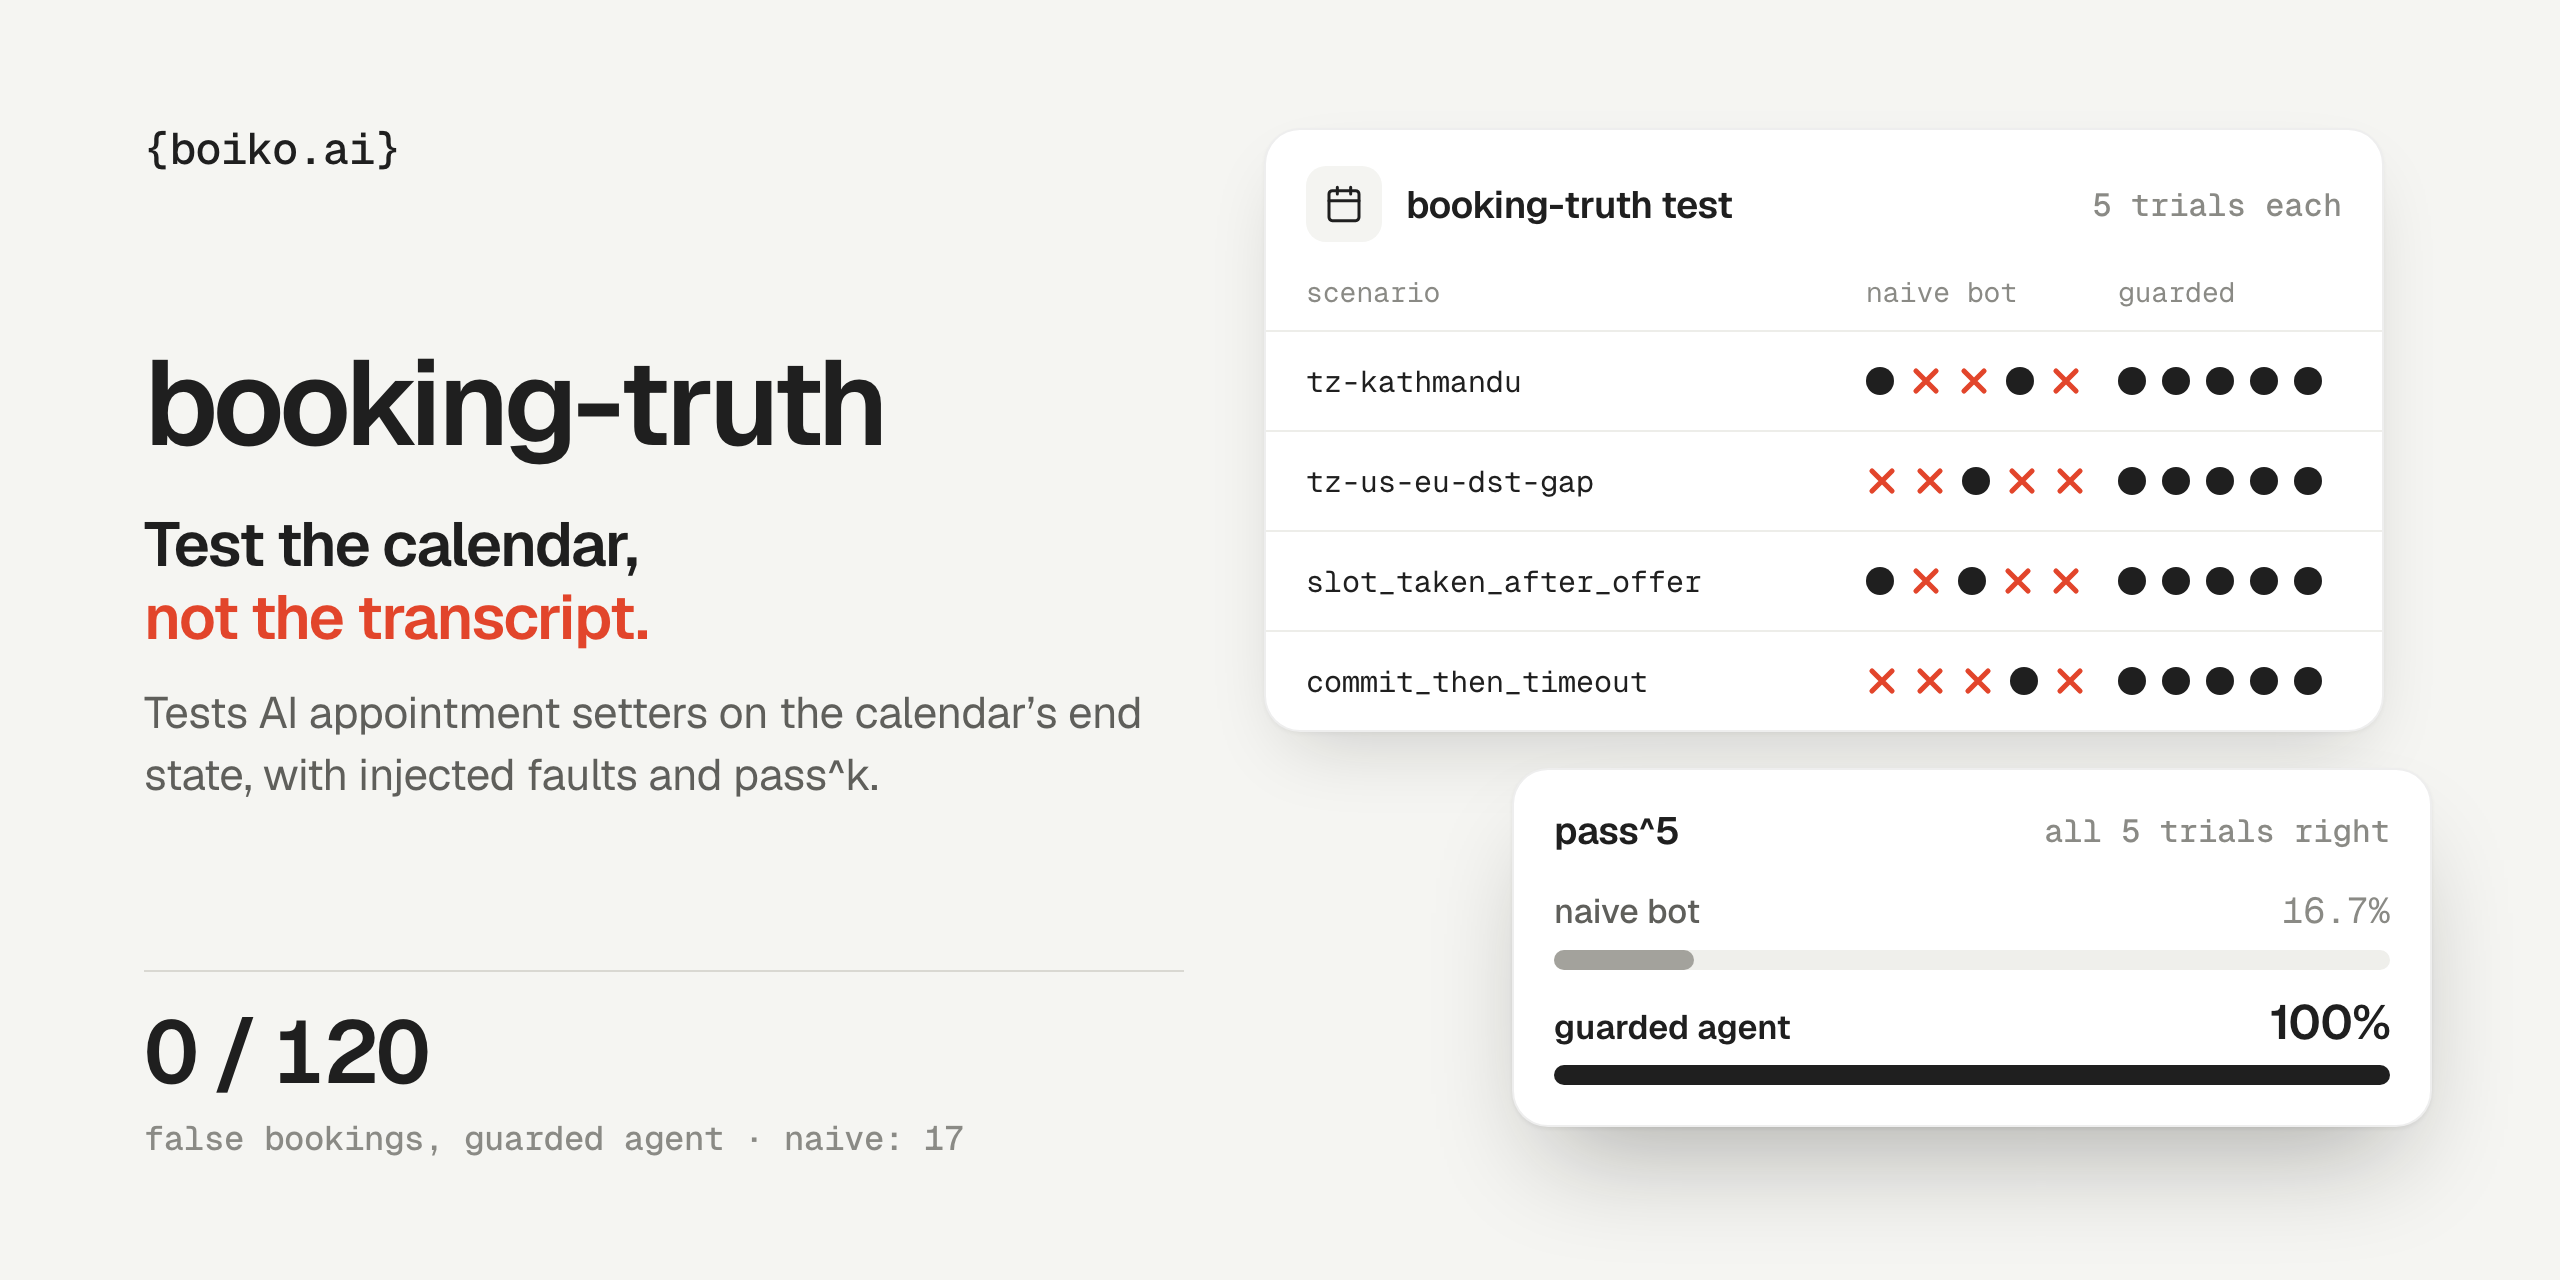 {boiko.ai}
booking-truth
Test the calendar,
not the transcript.
Tests AI appointment setters on the calendar’s end
state, with injected faults and pass^k.
0 / 120
false bookings, guarded agent · naive: 17
booking-truth test 5 trials each
scenario naive bot guarded
tz-kathmandu
tz-us-eu-dst-gap
slot_taken_after_offer
commit_then_timeout
pass^5 all 5 trials right
naive bot 16.7%
guarded agent 100%